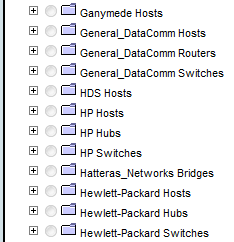 Ganymede Hosts
General_DataComm Hosts
General_DataComm Routers
General_DataComm Switches
HDS Hosts
HP Hosts
HP Hubs
HP Switches
Hatteras_Networks Bridges
Hewlett-Packard Hosts
Hewlett-Packard Hubs
Hewlett-Packard Switches